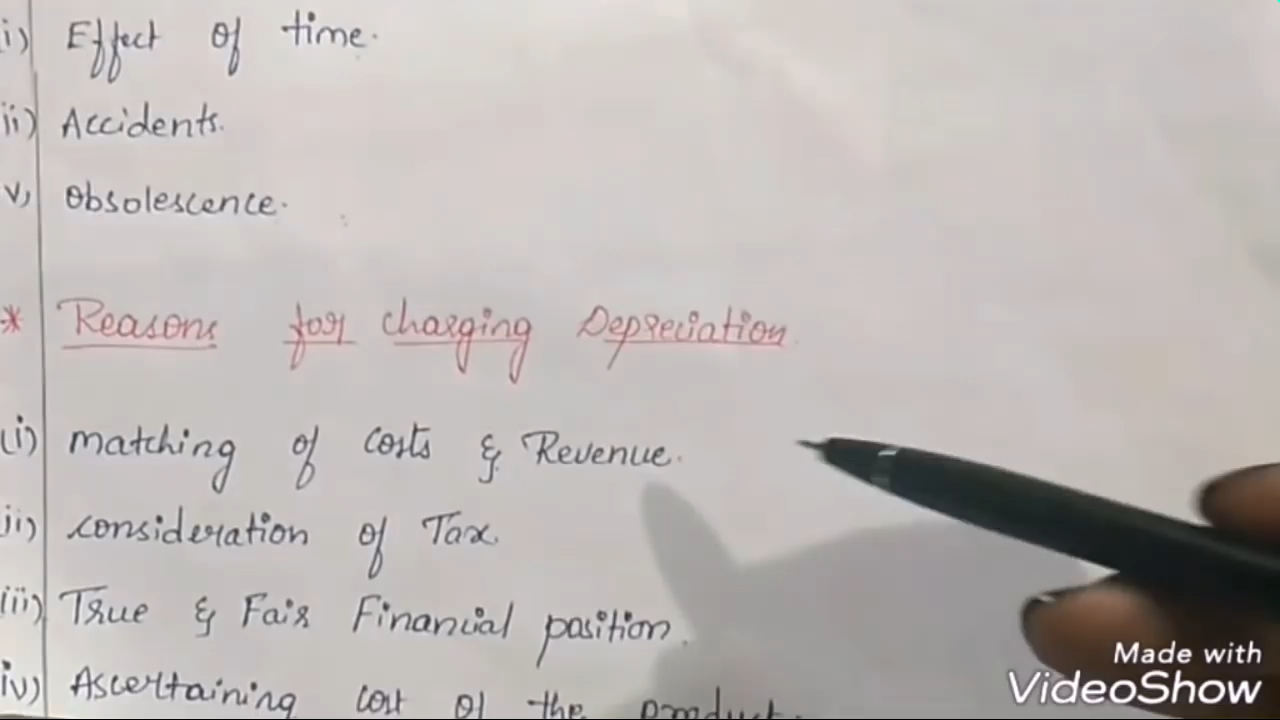 i) Effect of time.
ii) Accidents.
v) Obsolescence.
* Reasons for charging Depreciation.
(i) matching of costs & Revenue.
ii) consideration of Tax.
iii) True & Fair Financial position.
iv) Ascertaining cost of the product.
Made with
VideoShow